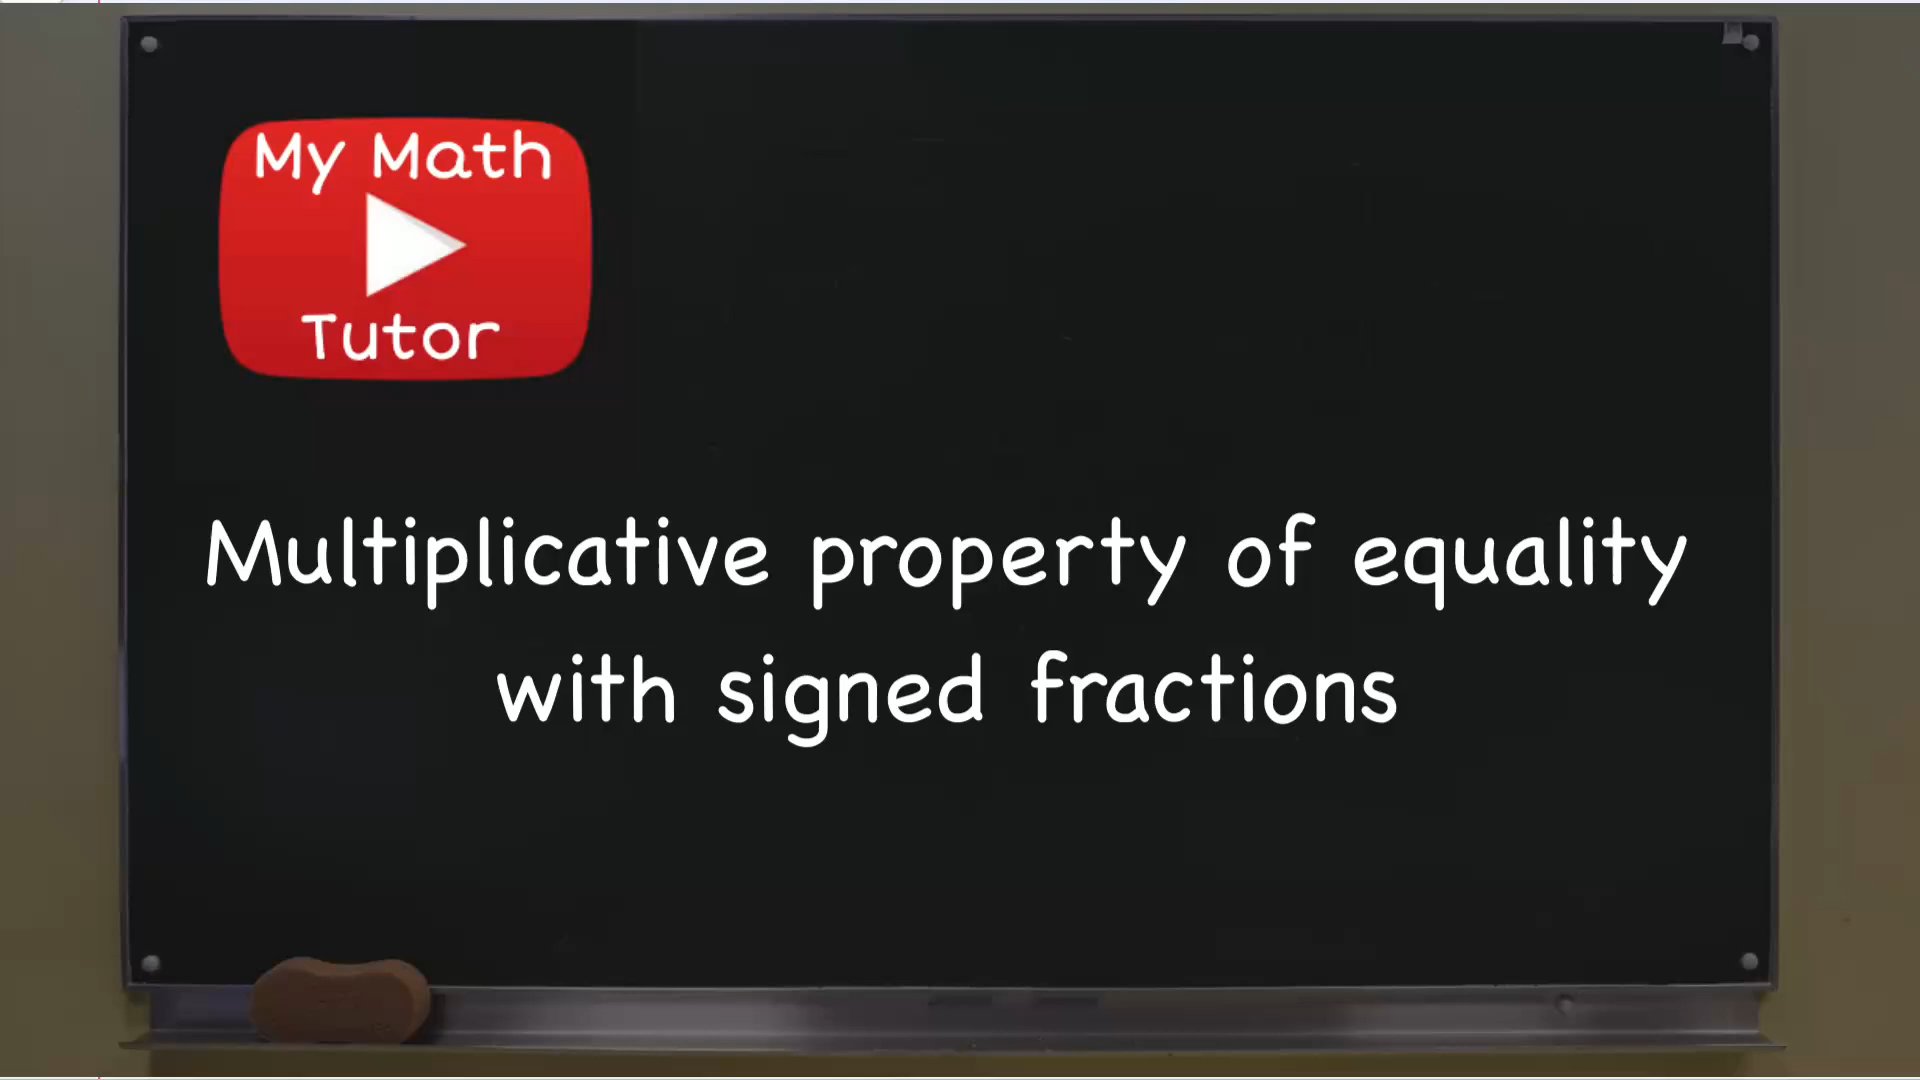 My Math
Tutor
Multiplicative property of equality
with signed fractions